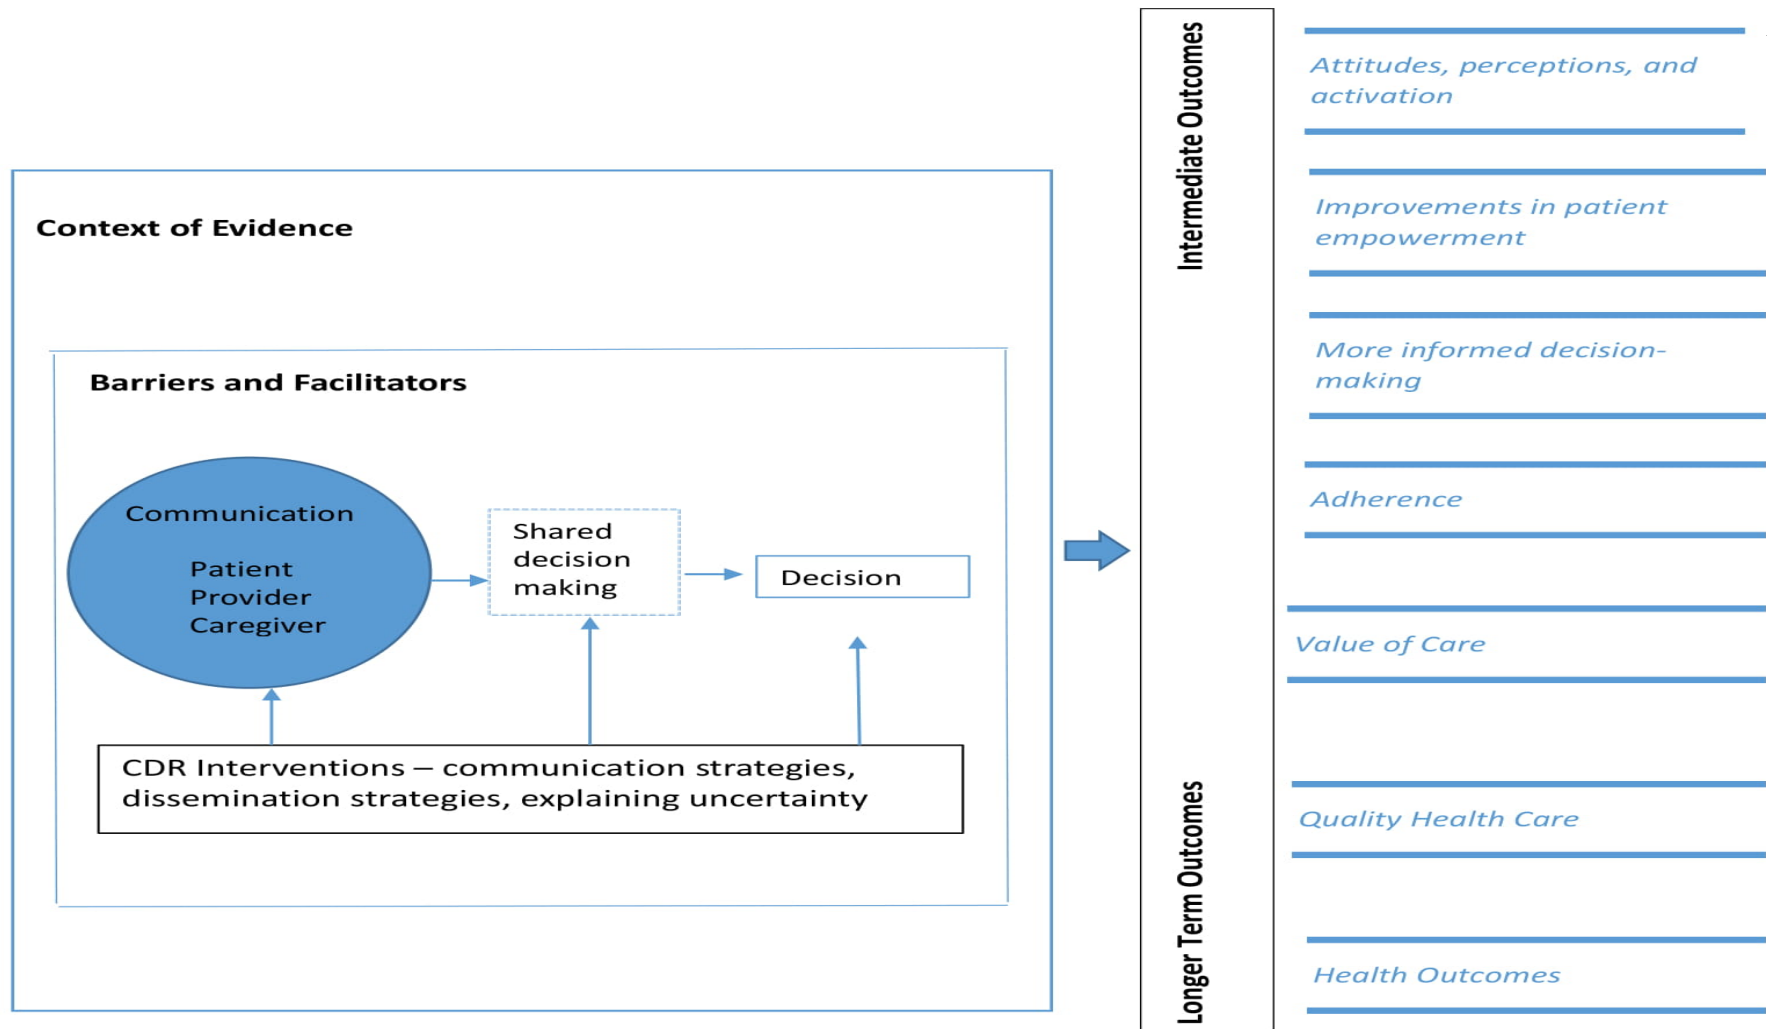 Context of Evidence
Barriers and Facilitators
Communication
Patient
Provider
Caregiver
Shared
decision
making
Decision
CDR Interventions – communication strategies,
dissemination strategies, explaining uncertainty
Intermediate Outcomes
Longer Term Outcomes
Attitudes, perceptions, and
activation
Improvements in patient
empowerment
More informed decision-
making
Adherence
Value of Care
Quality Health Care
Health Outcomes